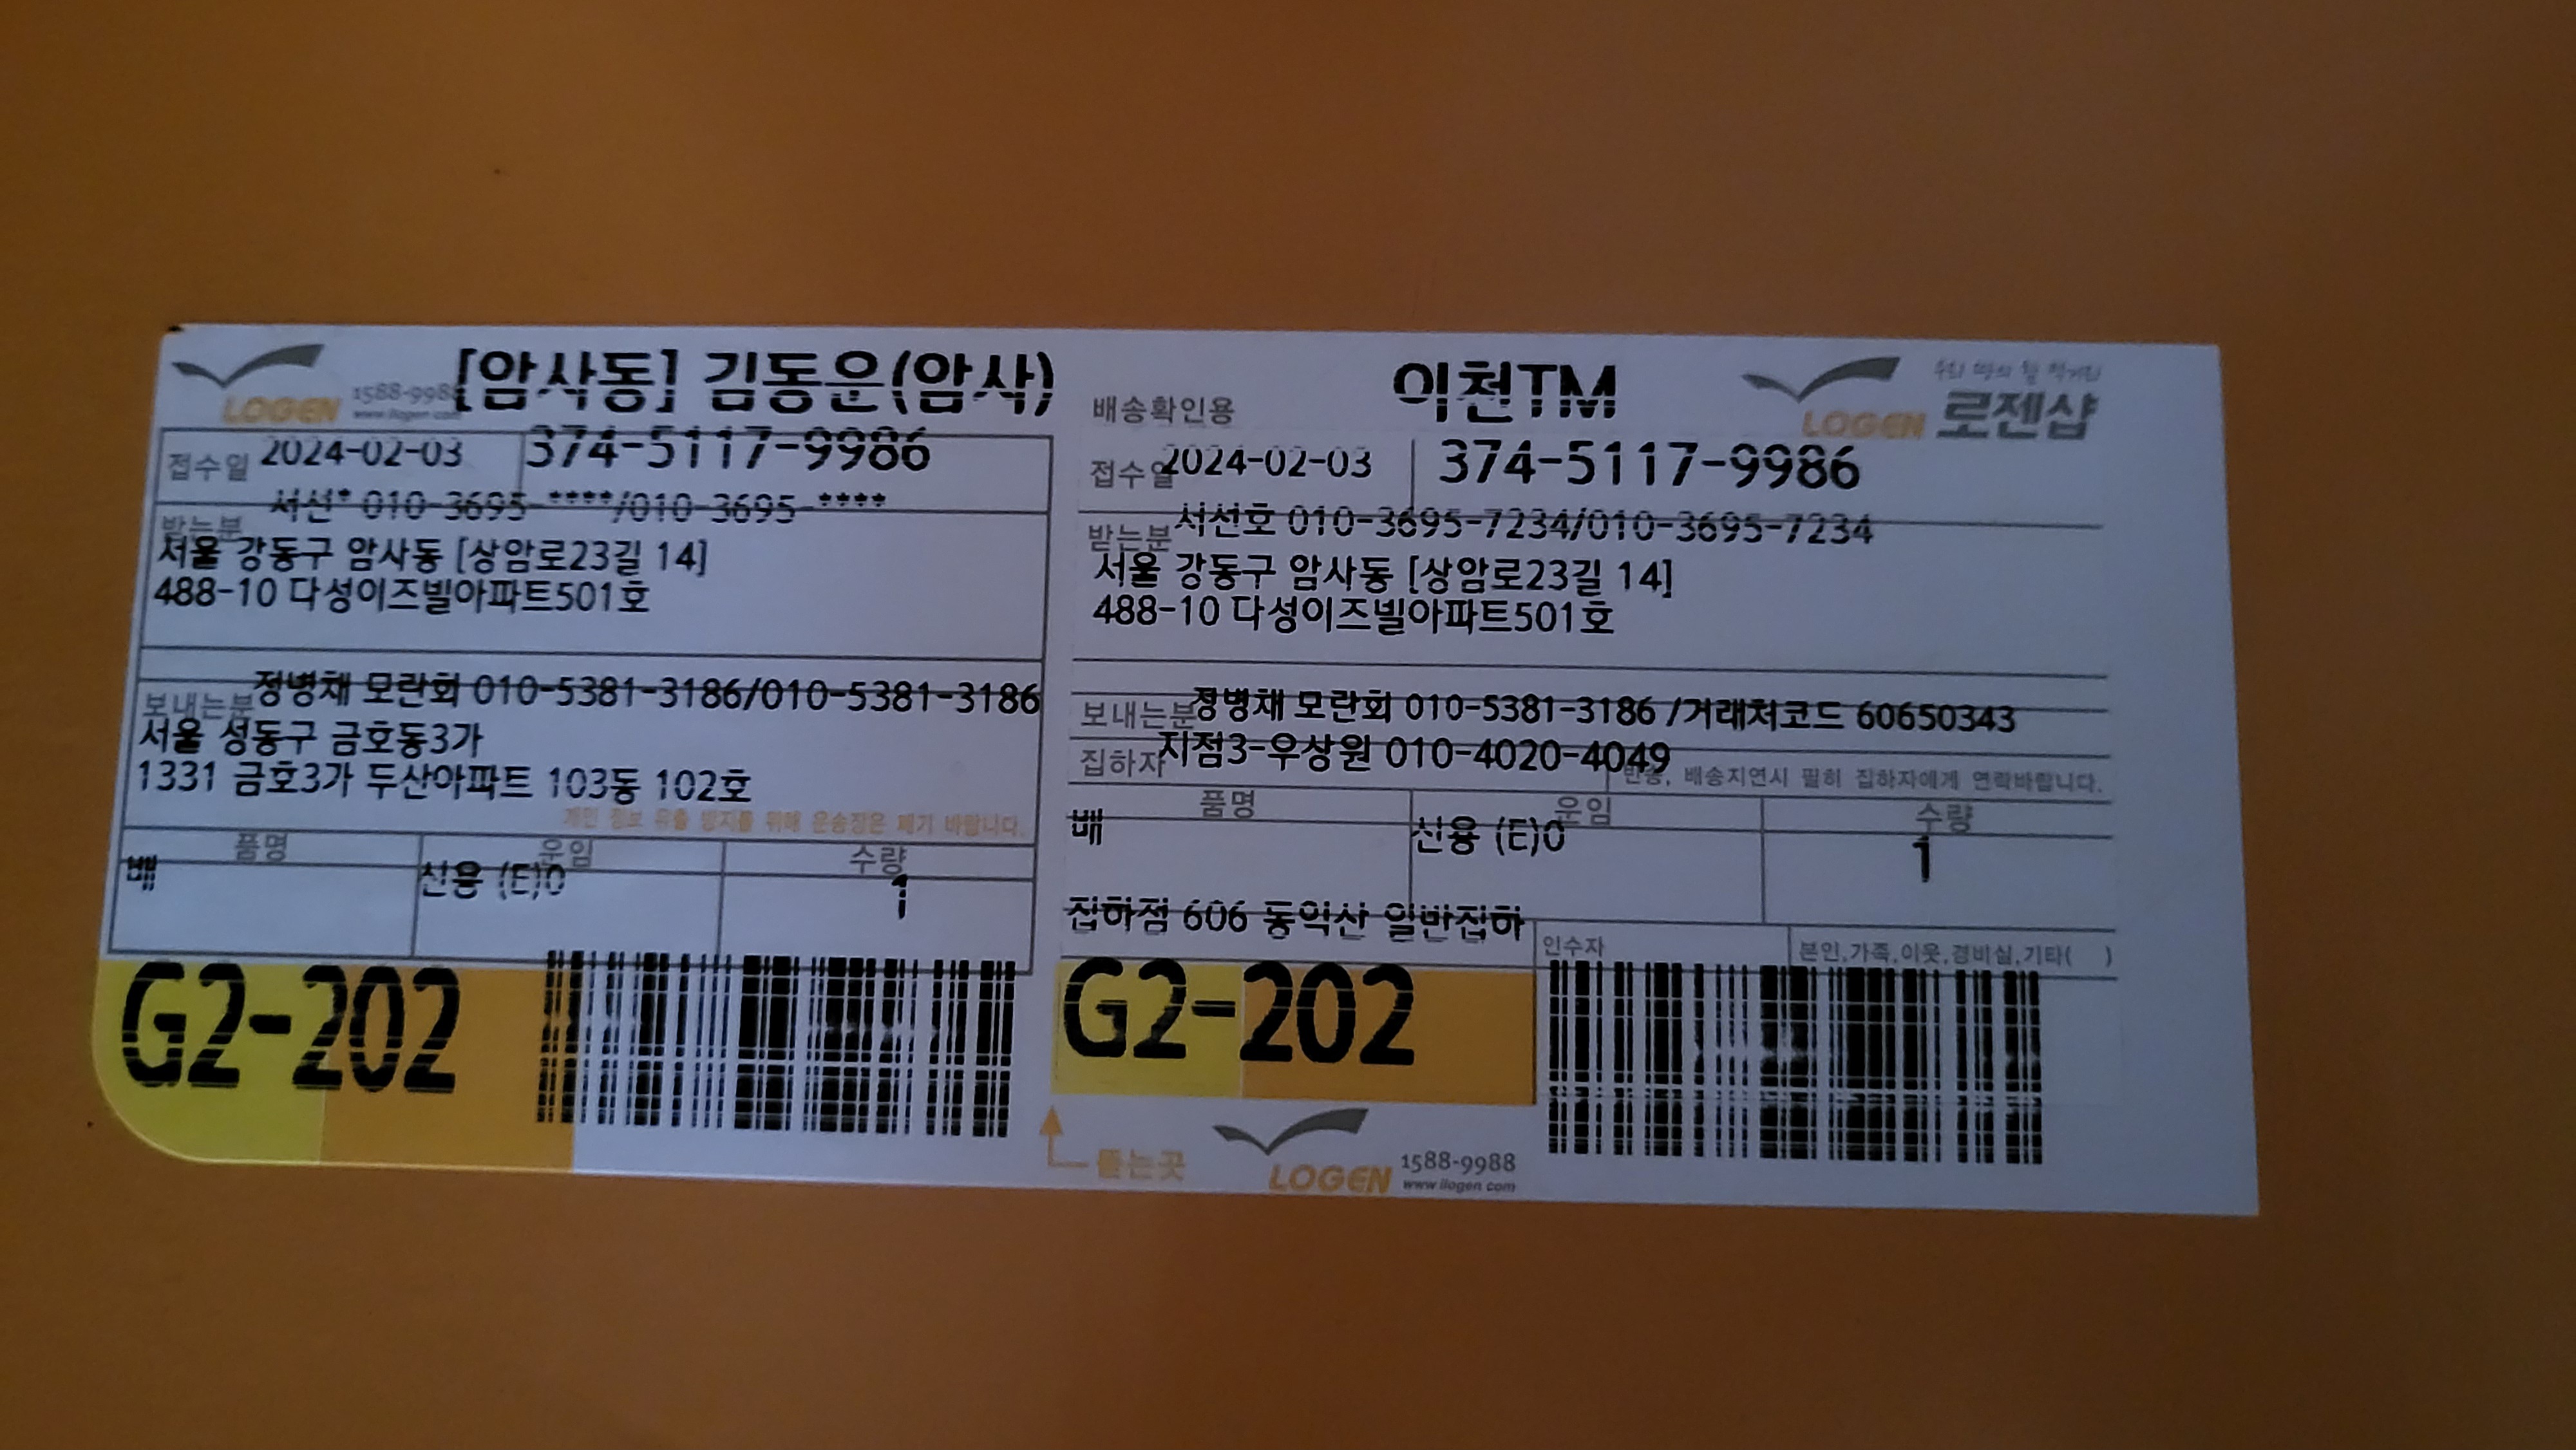 LOGEN
1588-998
www.ilogen.com
[암사동] 김동운(암사)
접수일 2024-02-03 374-5117-9986
받는분 서선* 010-3695-****/010-3695-****
서울 강동구 암사동 [상암로23길 14]
488-10 다성이즈빌아파트501호
보내는분 정병채 모란회 010-5381-3186/010-5381-3186
서울 성동구 금호동3가
1331 금호3가 두산아파트 103동 102호
개인 정보 유출 방지를 위해 운송장은 폐기 바랍니다.
품명 운임 수량
배 신용 (E)0 1
G2-202
배송확인용 이천TM
LOGEN 로젠샵
접수일 2024-02-03 374-5117-9986
받는분 서선호 010-3695-7234/010-3695-7234
서울 강동구 암사동 [상암로23길 14]
488-10 다성이즈빌아파트501호
보내는분 정병채 모란회 010-5381-3186 /거래처코드 60650343
집하자 지점3-우상원 010-4020-4049
반송, 배송지연시 필히 집하자에게 연락바랍니다.
품명 운임 수량
배 신용 (E)0 1
집하점 606 동익산 일반집하
인수자 본인,가족,이웃,경비실,기타( )
G2-202
뜯는곳
LOGEN
1588-9988
www.ilogen.com